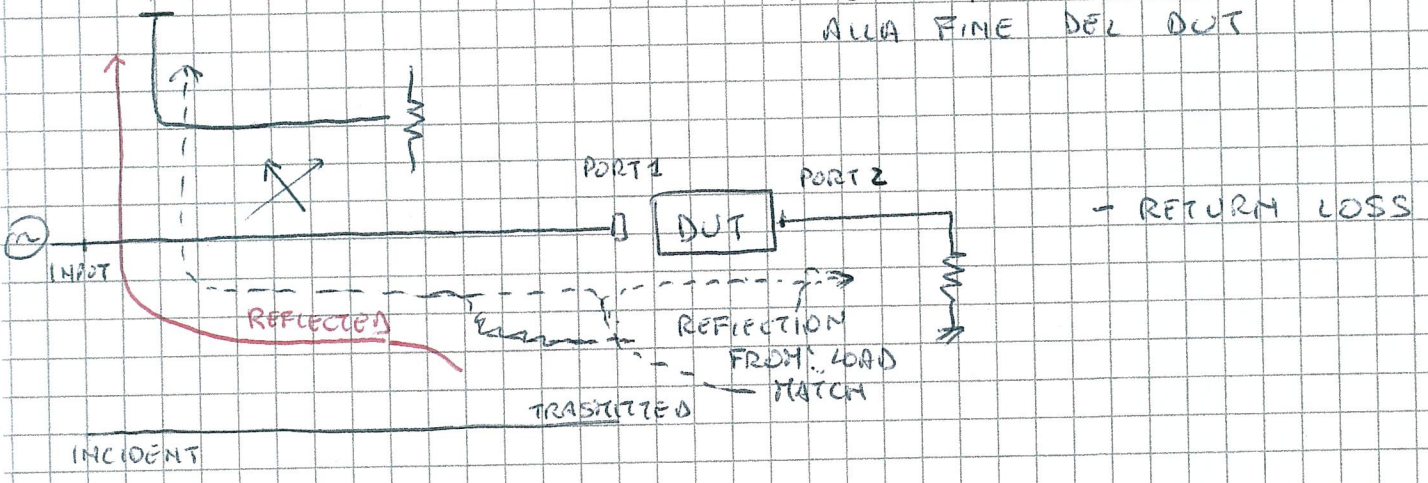 ALLA FINE DEL DUT
PORT 1
PORT 2
DUT
- RETURN LOSS
INPUT
REFLECTED
REFLECTION
FROM LOAD
MATCH
TRASMITTED
INCIDENT